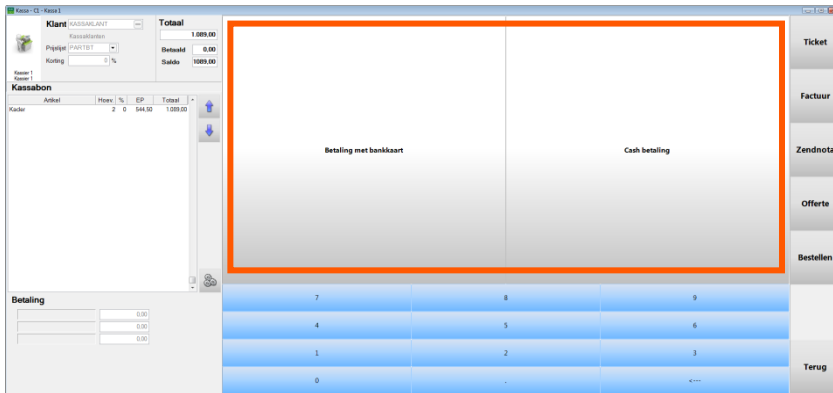 Kassa - CL - Kassa 1
Klant KASSAKLANT ...
Kassaklanten
Prijslijst PARTBT
Korting 0 %
Kassier 1
Kassier 1
Totaal
1.089,00
Betaald 0,00
Saldo 1089,00
Kassabon
Artikel Hoev. % EP Totaal
Kader 2 0 544,50 1.089,00
Betaling
0,00
0,00
0,00
Betaling met bankkaart
Cash betaling
7 8 9
4 5 6
1 2 3
0 . <---
Ticket
Factuur
Zendnota
Offerte
Bestellen
Terug